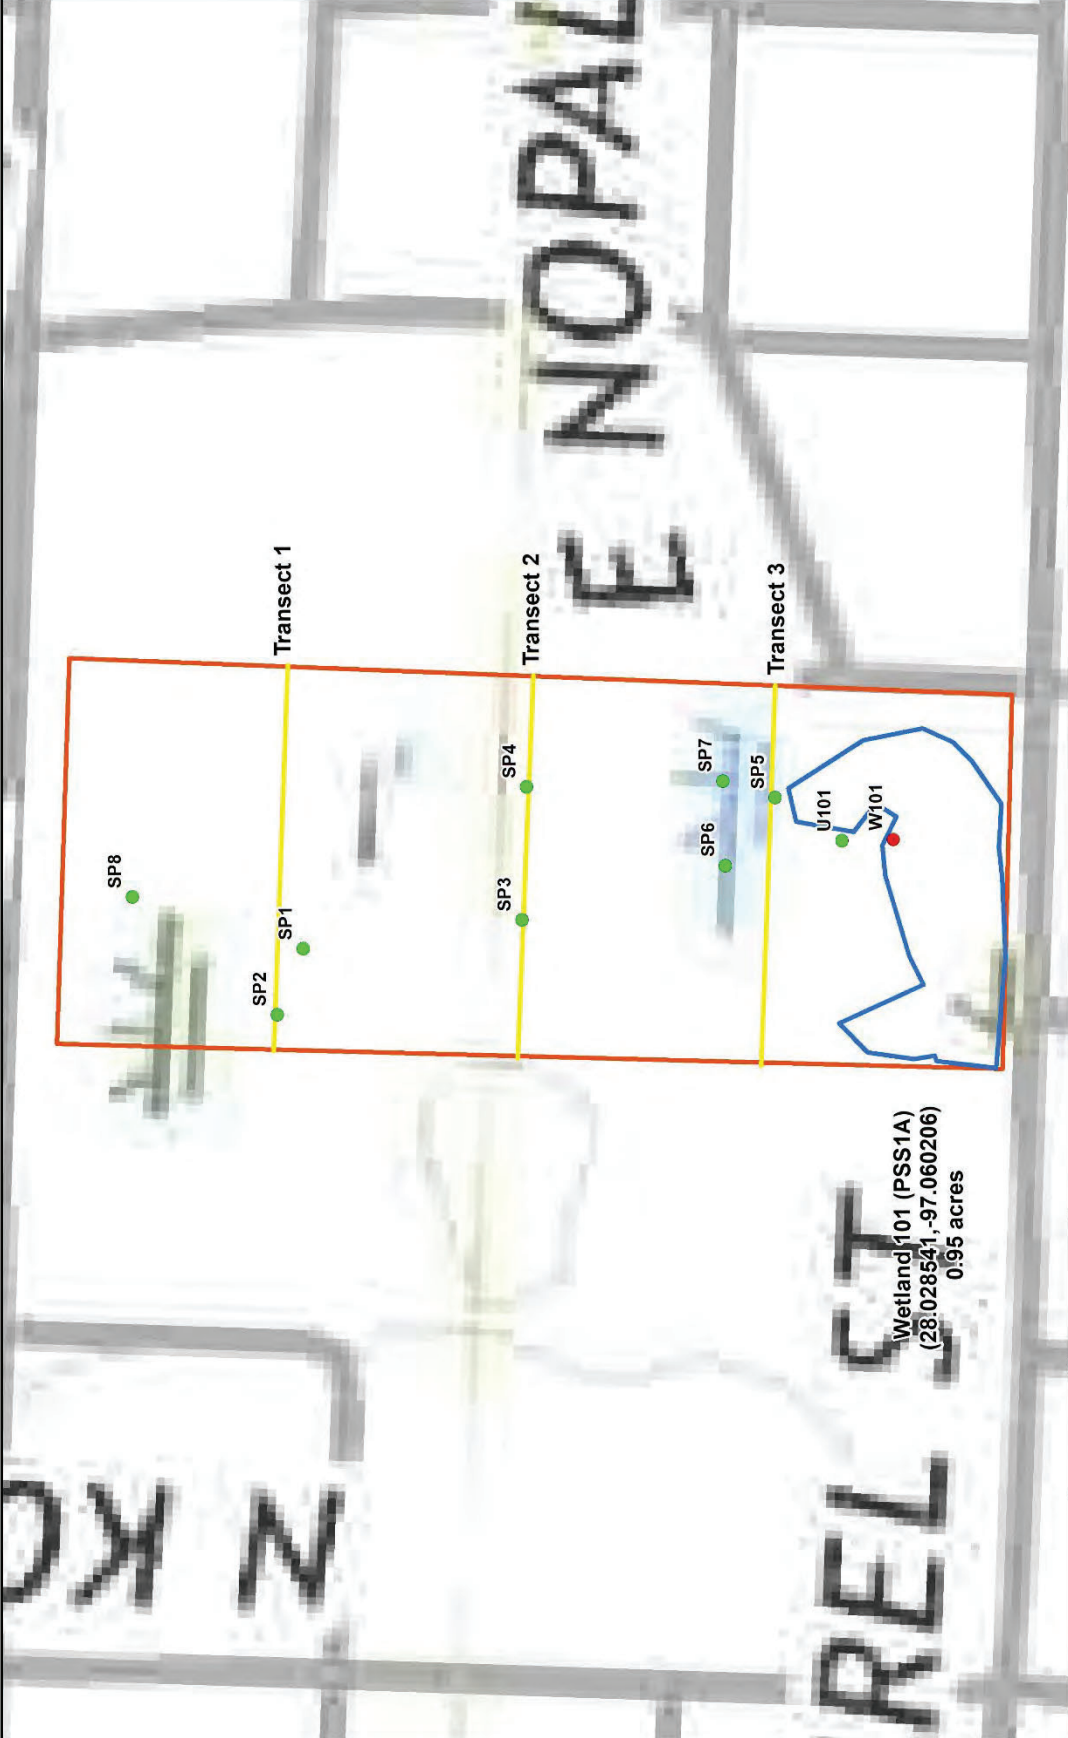 E NOPAL
Transect 1
Transect 2
Transect 3
SP8
SP1
SP2
SP4
SP3
SP7
SP5
SP6
U101
W101
Wetland 101 (PSS1A)
(28.028541,-97.060206)
0.95 acres
REL ST
N KO